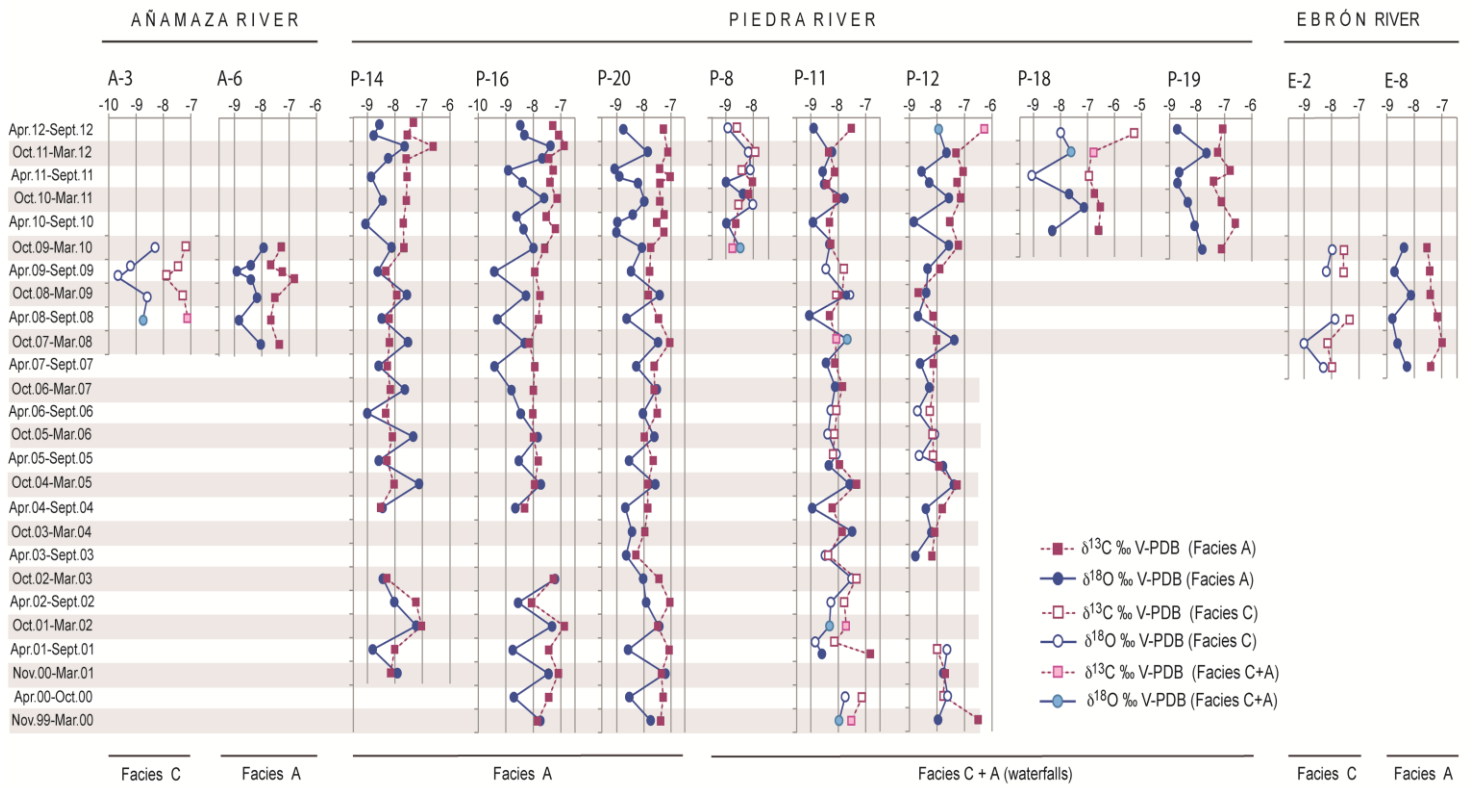 AÑAMAZA RIVER PIEDRA RIVER EBRÓN RIVER
A-3 A-6 P-14 P-16 P-20 P-8 P-11 P-12 P-18 P-19 E-2 E-8
-10 -9 -8 -7 -9 -8 -7 -6 -9 -8 -7 -6 -10 -9 -8 -7 -9 -8 -7 -6 -9 -8 -9 -8 -7 -6 -9 -8 -7 -6 -9 -8 -7 -6 -5 -9 -8 -7 -6 -9 -8 -7 -9 -8 -7
Apr.12-Sept.12
Oct.11-Mar.12
Apr.11-Sept.11
Oct.10-Mar.11
Apr.10-Sept.10
Oct.09-Mar.10
Apr.09-Sept.09
Oct.08-Mar.09
Apr.08-Sept.08
Oct.07-Mar.08
Apr.07-Sept.07
Oct.06-Mar.07
Apr.06-Sept.06
Oct.05-Mar.06
Apr.05-Sept.05
Oct.04-Mar.05
Apr.04-Sept.04
Oct.03-Mar.04
Apr.03-Sept.03
Oct.02-Mar.03
Apr.02-Sept.02
Oct.01-Mar.02
Apr.01-Sept.01
Nov.00-Mar.01
Apr.00-Oct.00
Nov.99-Mar.00
δ13C ‰ V-PDB (Facies A)
δ18O ‰ V-PDB (Facies A)
δ13C ‰ V-PDB (Facies C)
δ18O ‰ V-PDB (Facies C)
δ13C ‰ V-PDB (Facies C+A)
δ18O ‰ V-PDB (Facies C+A)
Facies C Facies A Facies A Facies C + A (waterfalls) Facies C Facies A